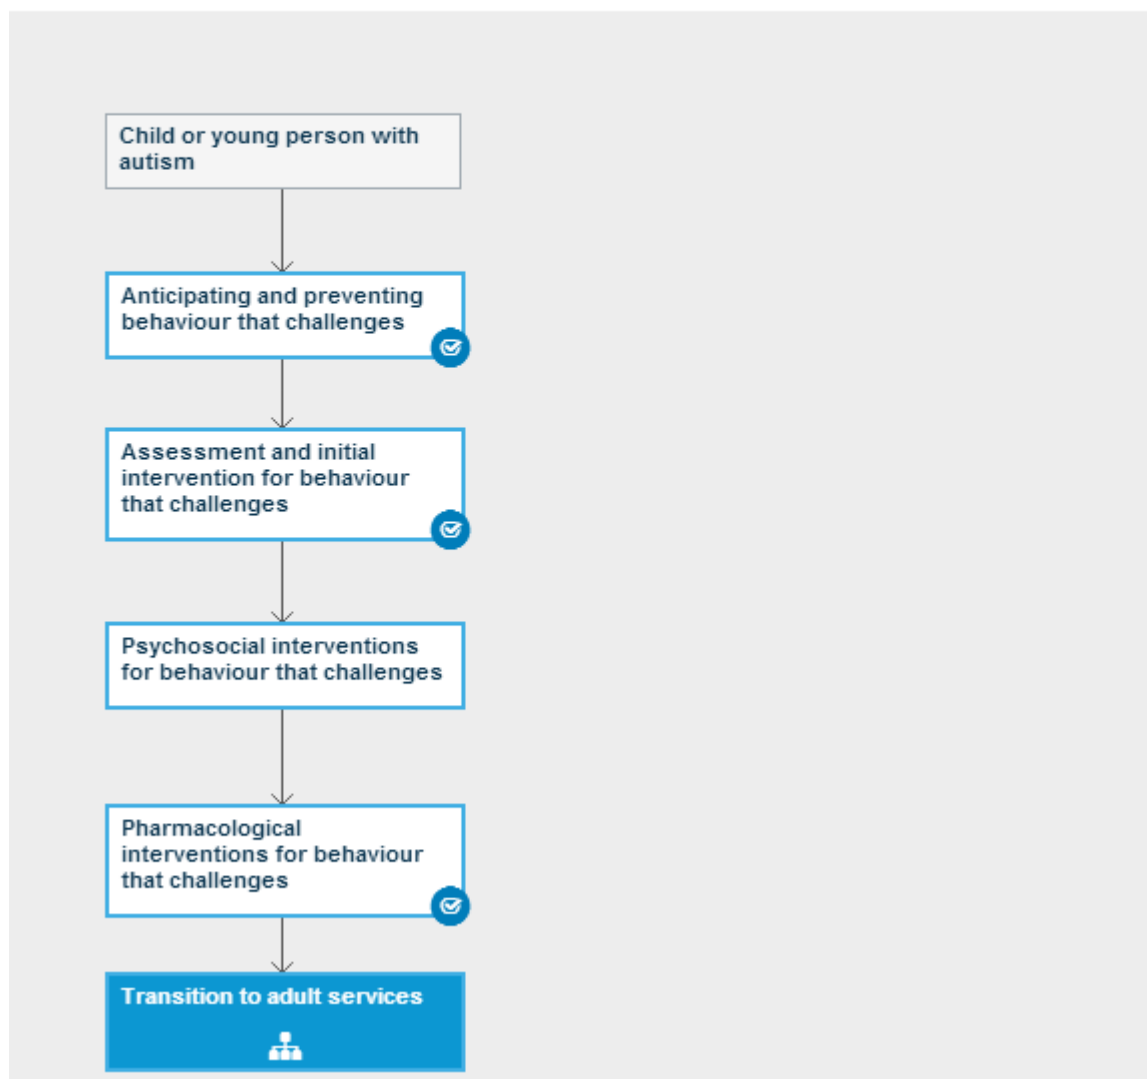 Child or young person with
autism
Anticipating and preventing
behaviour that challenges
Assessment and initial
intervention for behaviour
that challenges
Psychosocial interventions
for behaviour that challenges
Pharmacological
interventions for behaviour
that challenges
Transition to adult services